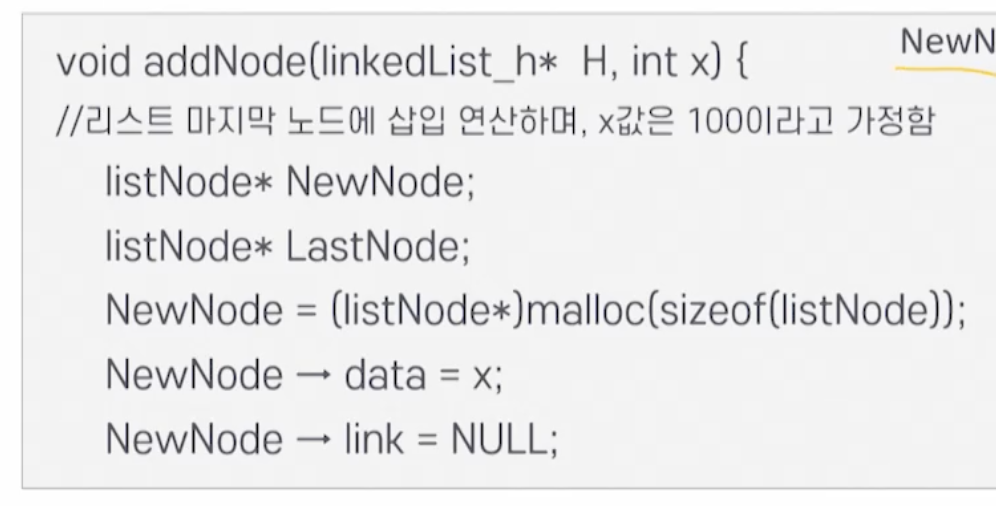 void addNode(linkedList_h* H, int x) {
NewN
//리스트 마지막 노드에 삽입 연산하며, x값은 1000이라고 가정함
listNode* NewNode;
listNode* LastNode;
NewNode = (listNode*)malloc(sizeof(listNode));
NewNode → data = x;
NewNode → link = NULL;